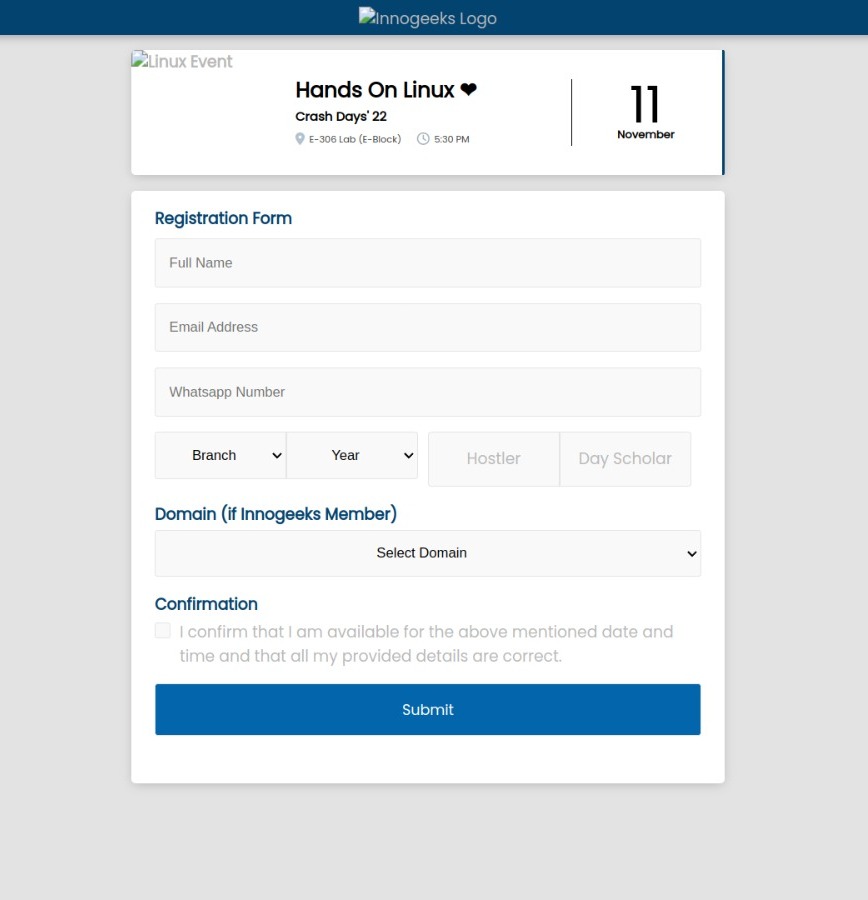 Innogeeks Logo
Linux Event
Hands On Linux ❤
Crash Days' 22
E-306 Lab (E-Block) 5:30 PM
11
November
Registration Form
Full Name
Email Address
Whatsapp Number
Branch Year Hostler Day Scholar
Domain (if Innogeeks Member)
Select Domain
Confirmation
I confirm that I am available for the above mentioned date and
time and that all my provided details are correct.
Submit